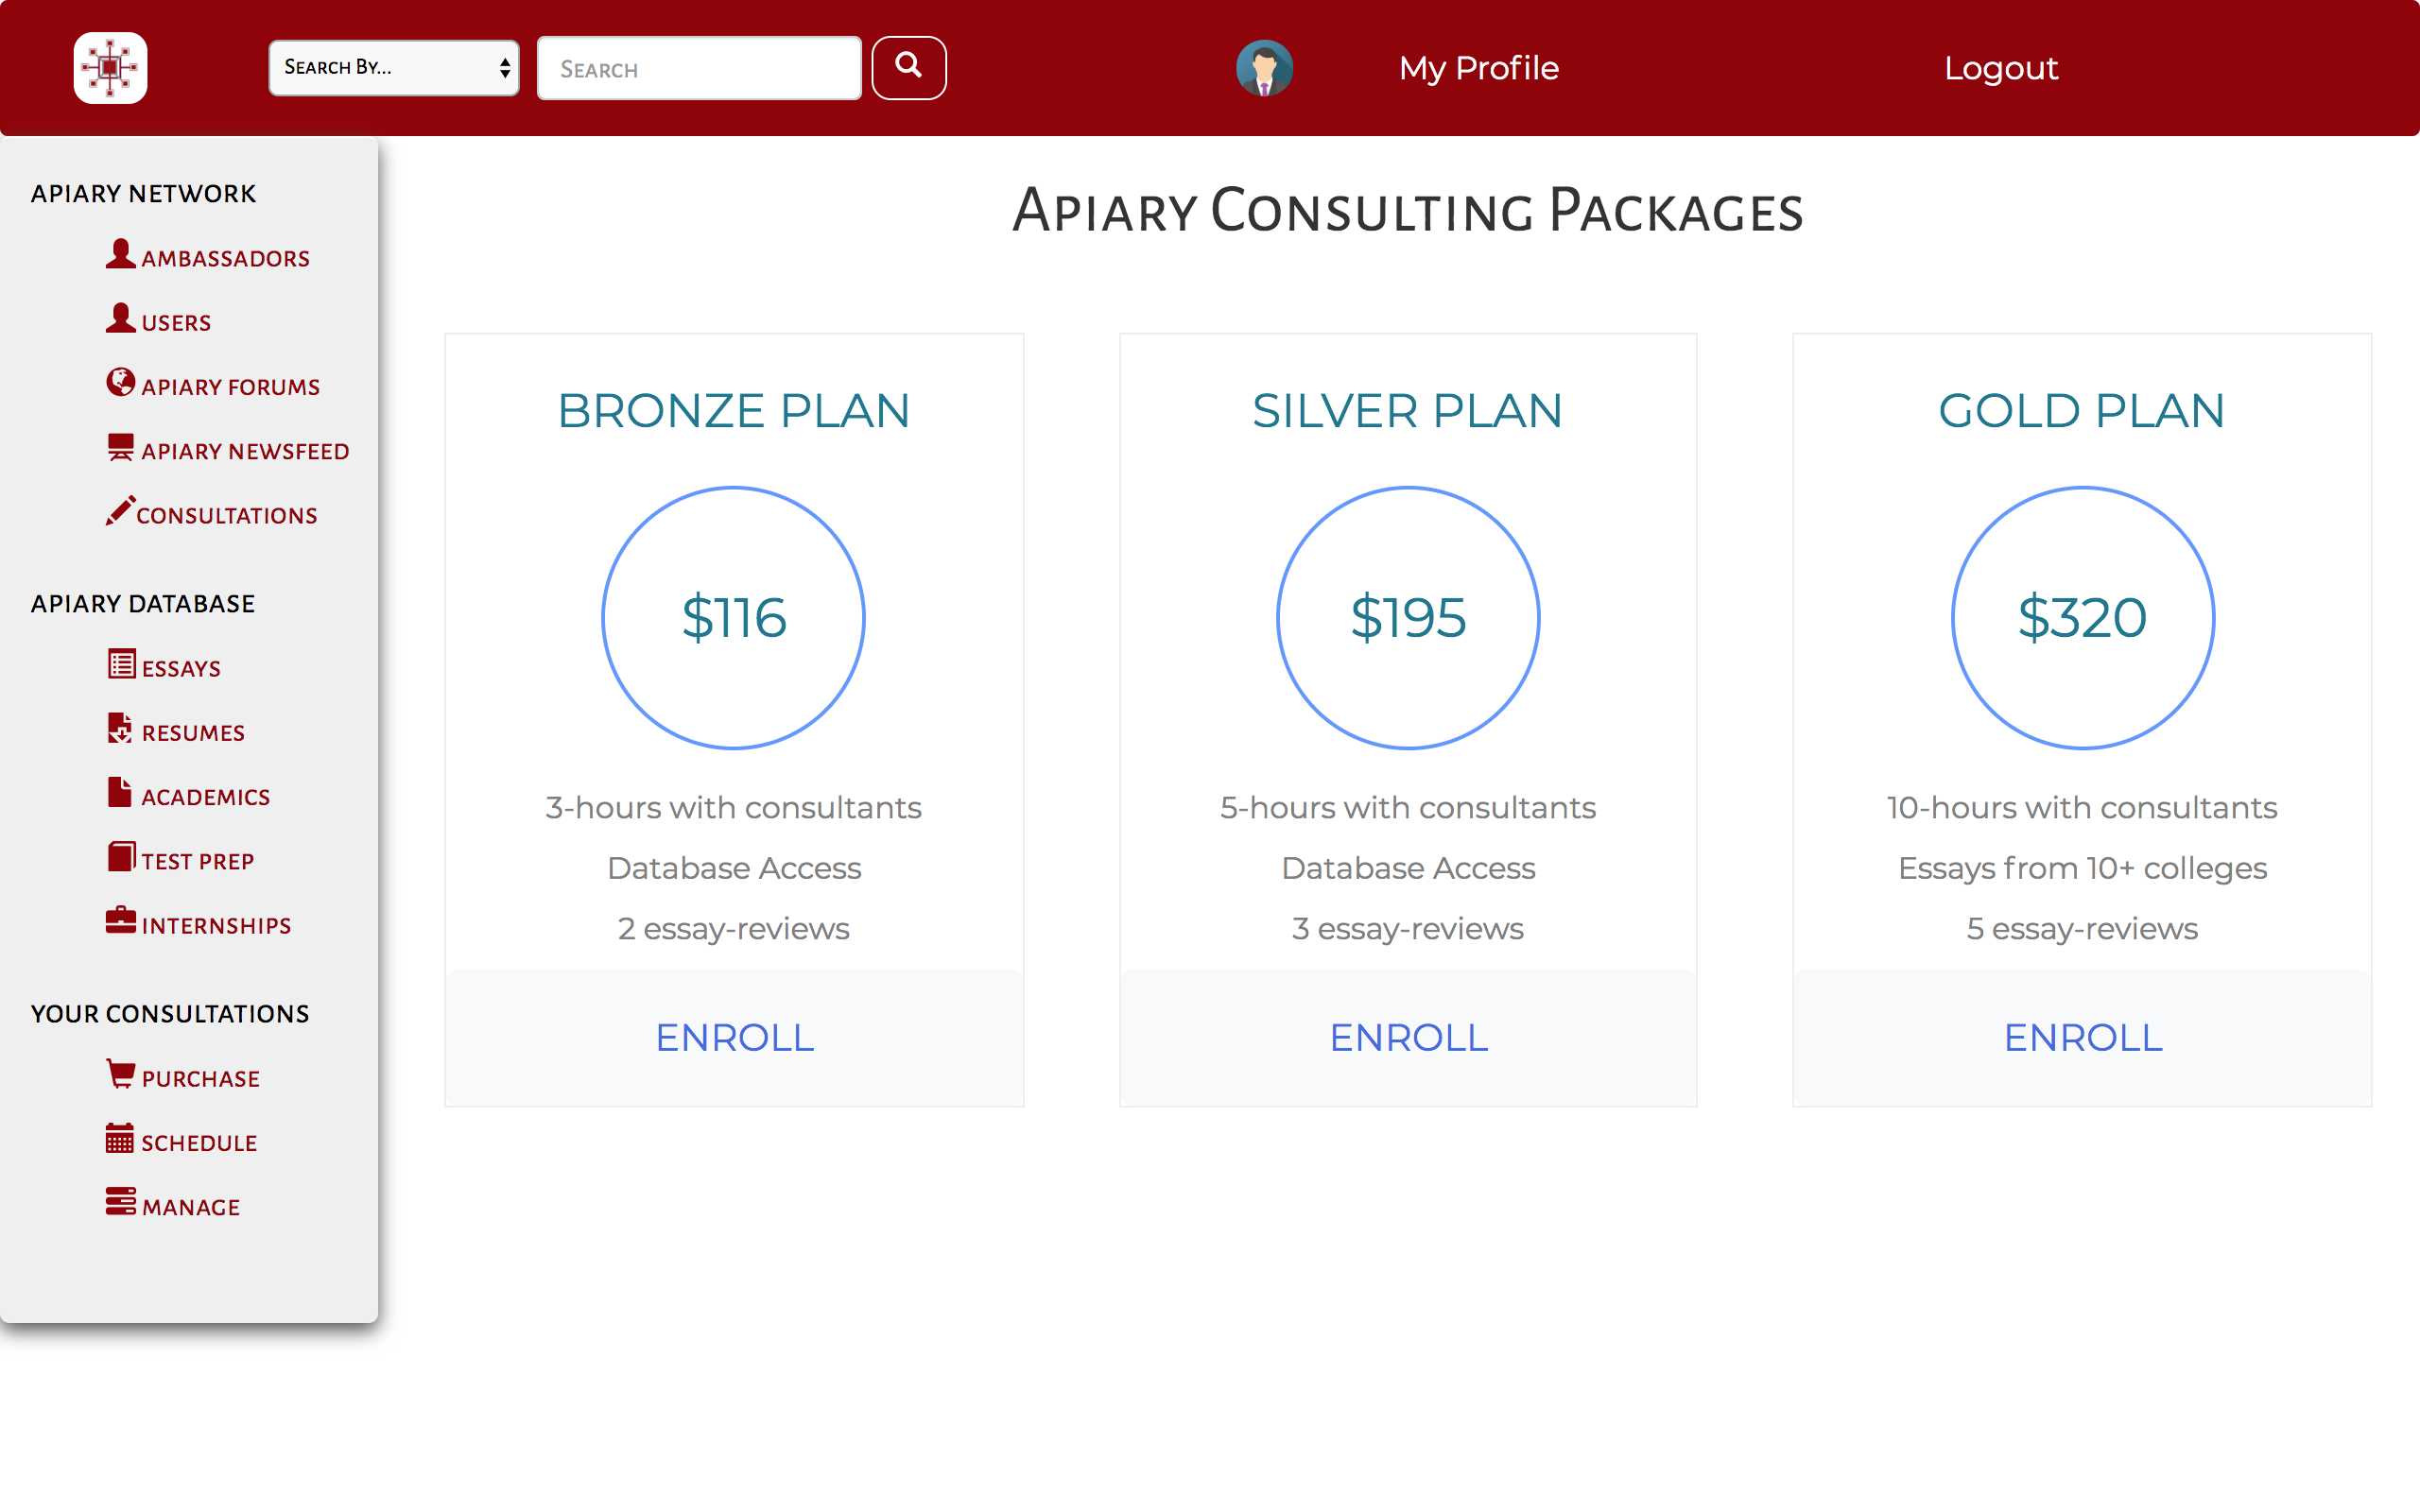 Search By...
Search
My Profile
Logout
APIARY NETWORK
AMBASSADORS
USERS
APIARY FORUMS
APIARY NEWSFEED
CONSULTATIONS
APIARY DATABASE
ESSAYS
RESUMES
ACADEMICS
TEST PREP
INTERNSHIPS
YOUR CONSULTATIONS
PURCHASE
SCHEDULE
MANAGE
Apiary Consulting Packages
BRONZE PLAN
$116
3-hours with consultants
Database Access
2 essay-reviews
ENROLL
SILVER PLAN
$195
5-hours with consultants
Database Access
3 essay-reviews
ENROLL
GOLD PLAN
$320
10-hours with consultants
Essays from 10+ colleges
5 essay-reviews
ENROLL